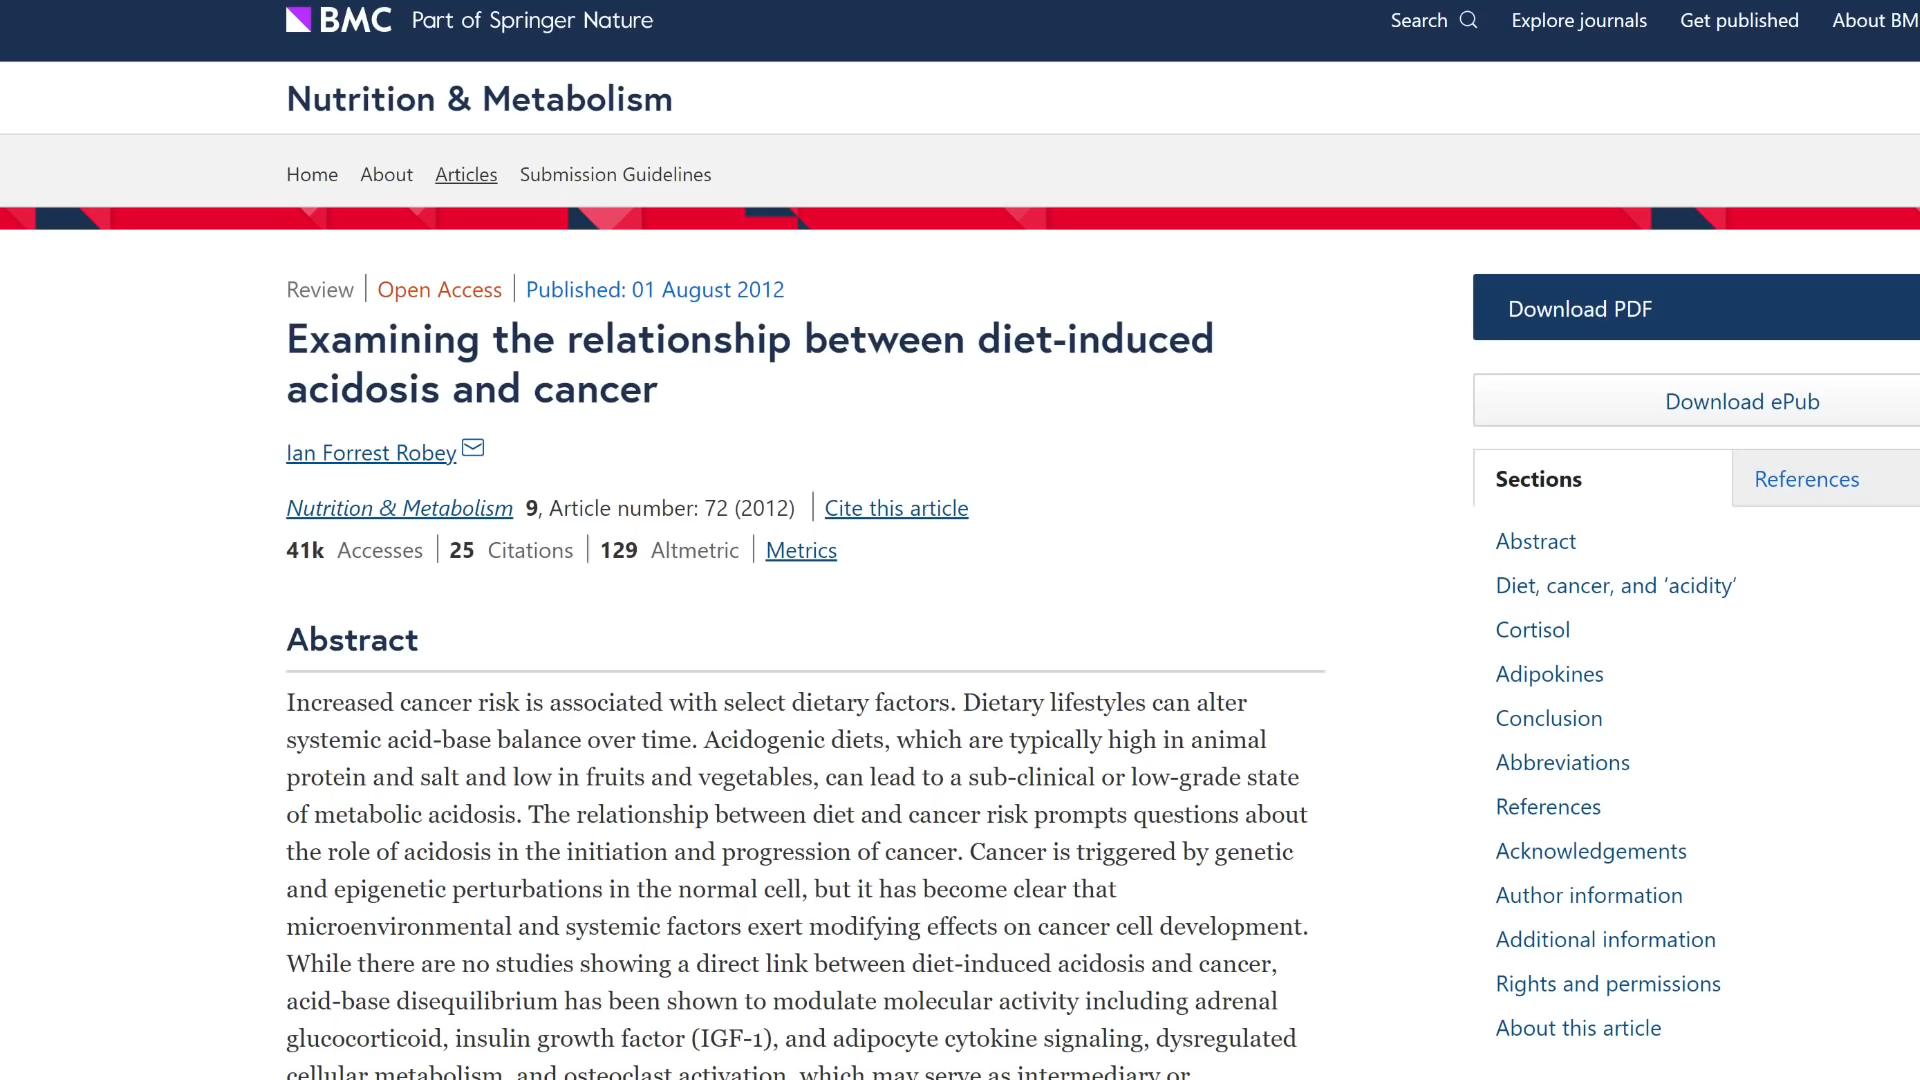 BMC Part of Springer Nature
Search Explore journals Get published About BM
Nutrition & Metabolism
Home About Articles Submission Guidelines
Review Open Access Published: 01 August 2012
Examining the relationship between diet-induced
acidosis and cancer
Ian Forrest Robey
Nutrition & Metabolism 9, Article number: 72 (2012) Cite this article
41k Accesses 25 Citations 129 Altmetric Metrics
Abstract
Increased cancer risk is associated with select dietary factors. Dietary lifestyles can alter
systemic acid-base balance over time. Acidogenic diets, which are typically high in animal
protein and salt and low in fruits and vegetables, can lead to a sub-clinical or low-grade state
of metabolic acidosis. The relationship between diet and cancer risk prompts questions about
the role of acidosis in the initiation and progression of cancer. Cancer is triggered by genetic
and epigenetic perturbations in the normal cell, but it has become clear that
microenvironmental and systemic factors exert modifying effects on cancer cell development.
While there are no studies showing a direct link between diet-induced acidosis and cancer,
acid-base disequilibrium has been shown to modulate molecular activity including adrenal
glucocorticoid, insulin growth factor (IGF-1), and adipocyte cytokine signaling, dysregulated
cellular metabolism, and osteoclast activation, which may serve as intermediary or
Download PDF
Download ePub
Sections References
Abstract
Diet, cancer, and ‘acidity’
Cortisol
Adipokines
Conclusion
Abbreviations
References
Acknowledgements
Author information
Additional information
Rights and permissions
About this article